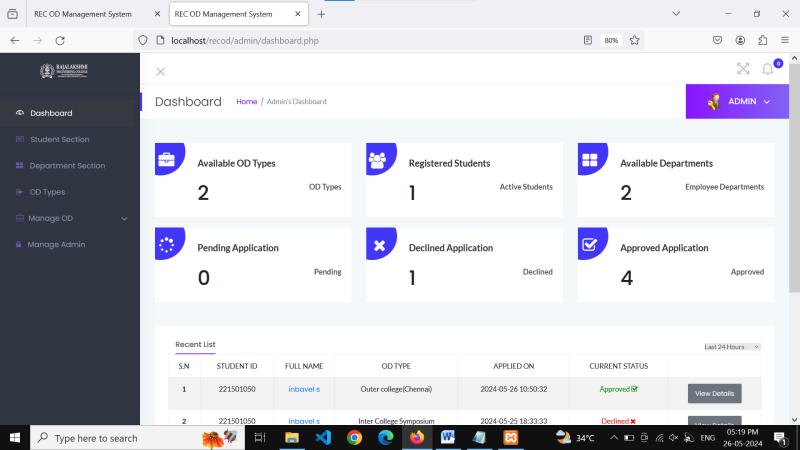 REC OD Management System
REC OD Management System
localhost/recod/admin/dashboard.php
80%
RAJALAKSHMI
ENGINEERING COLLEGE
0
Dashboard
Home / Admin's Dashboard
ADMIN
Dashboard
Student Section
Department Section
OD Types
Manage OD
Manage Admin
Available OD Types
2
OD Types
Registered Students
1
Active Students
Available Departments
2
Employee Departments
Pending Application
0
Pending
Declined Application
1
Declined
Approved Application
4
Approved
Recent List
Last 24 Hours
S.N STUDENT ID FULL NAME OD TYPE APPLIED ON CURRENT STATUS
1 221501050 inbavel s Outer college(Chennai) 2024-05-26 10:50:32 Approved View Details
2 221501050 inbavel s Inter College Symposium 2024-05-25 18:33:33 Declined View Details
Type here to search
34°C
ENG
05:19 PM
26-05-2024
1